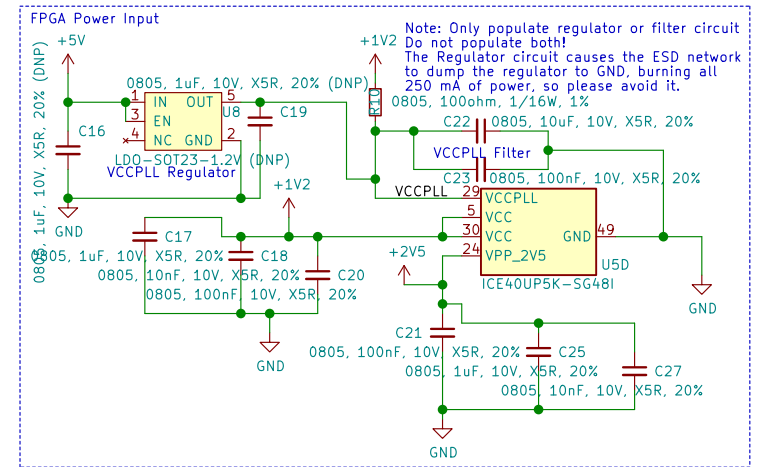 FPGA Power Input
Note: Only populate regulator or filter circuit
Do not populate both!
The Regulator circuit causes the ESD network
to dump the regulator to GND, burning all
250 mA of power, so please avoid it.
+5V
+1V2
0805, 1uF, 10V, X5R, 20% (DNP)
C16
0805, 1uF, 10V, X5R, 20% (DNP)
1 IN OUT 5
3 EN
4 NC GND 2
U8
C19
LDO-SOT23-1.2V (DNP)
VCCPLL Regulator
R10
0805, 100ohm, 1/16W, 1%
C22
0805, 10uF, 10V, X5R, 20%
VCCPLL Filter
C23
0805, 100nF, 10V, X5R, 20%
GND
+1V2
VCCPLL
29 VCCPLL
5 VCC
30 VCC GND 49
24 VPP_2V5
U5D
ICE40UP5K-SG48I
GND
C17
0805, 1uF, 10V, X5R, 20%
C18
0805, 10nF, 10V, X5R, 20%
C20
0805, 100nF, 10V, X5R, 20%
GND
+2V5
C21
0805, 100nF, 10V, X5R, 20%
C25
0805, 1uF, 10V, X5R, 20%
C27
0805, 10nF, 10V, X5R, 20%
GND